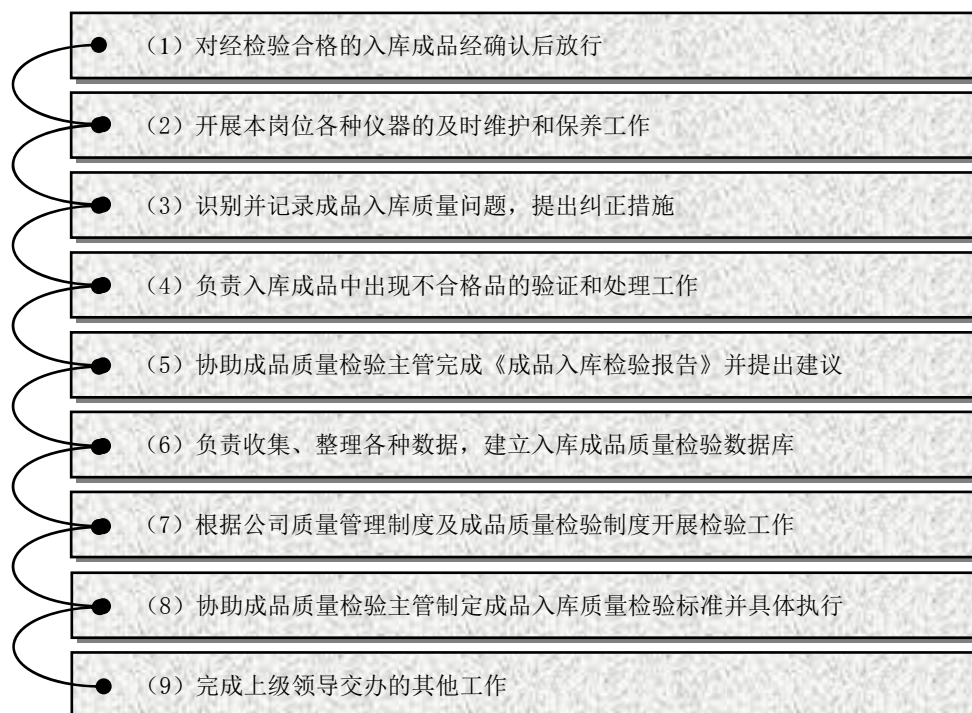 （1）对经检验合格的入库成品经确认后放行
（2）开展本岗位各种仪器的及时维护和保养工作
（3）识别并记录成品入库质量问题，提出纠正措施
（4）负责入库成品中出现不合格品的验证和处理工作
（5）协助成品质量检验主管完成《成品入库检验报告》并提出建议
（6）负责收集、整理各种数据，建立入库成品质量检验数据库
（7）根据公司质量管理制度及成品质量检验制度开展检验工作
（8）协助成品质量检验主管制定成品入库质量检验标准并具体执行
（9）完成上级领导交办的其他工作